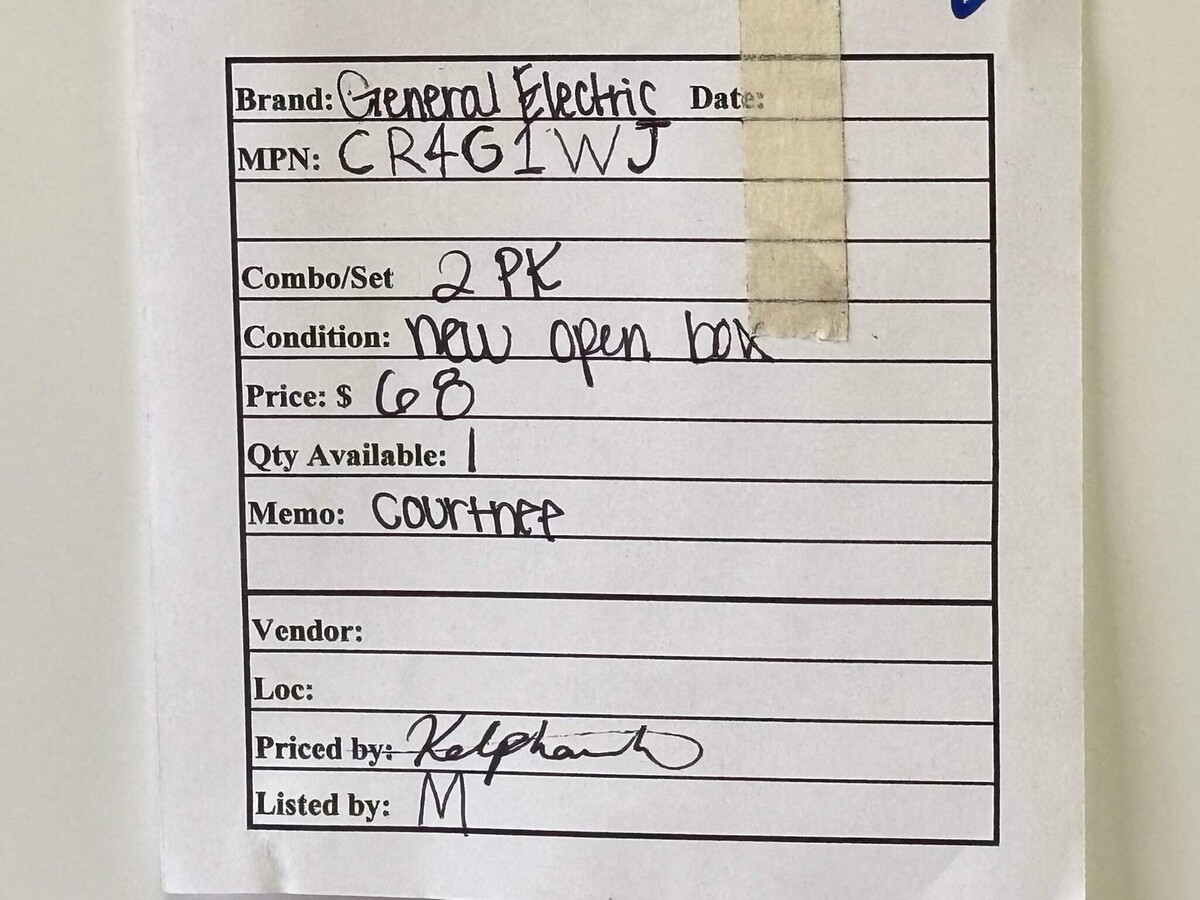 Brand: General Electric Date:
MPN: CR4G1WJ
Combo/Set 2 PK
Condition: new open box
Price: $ 68
Qty Available: 1
Memo: Courtnee
Vendor:
Loc:
Priced by:
Listed by: M